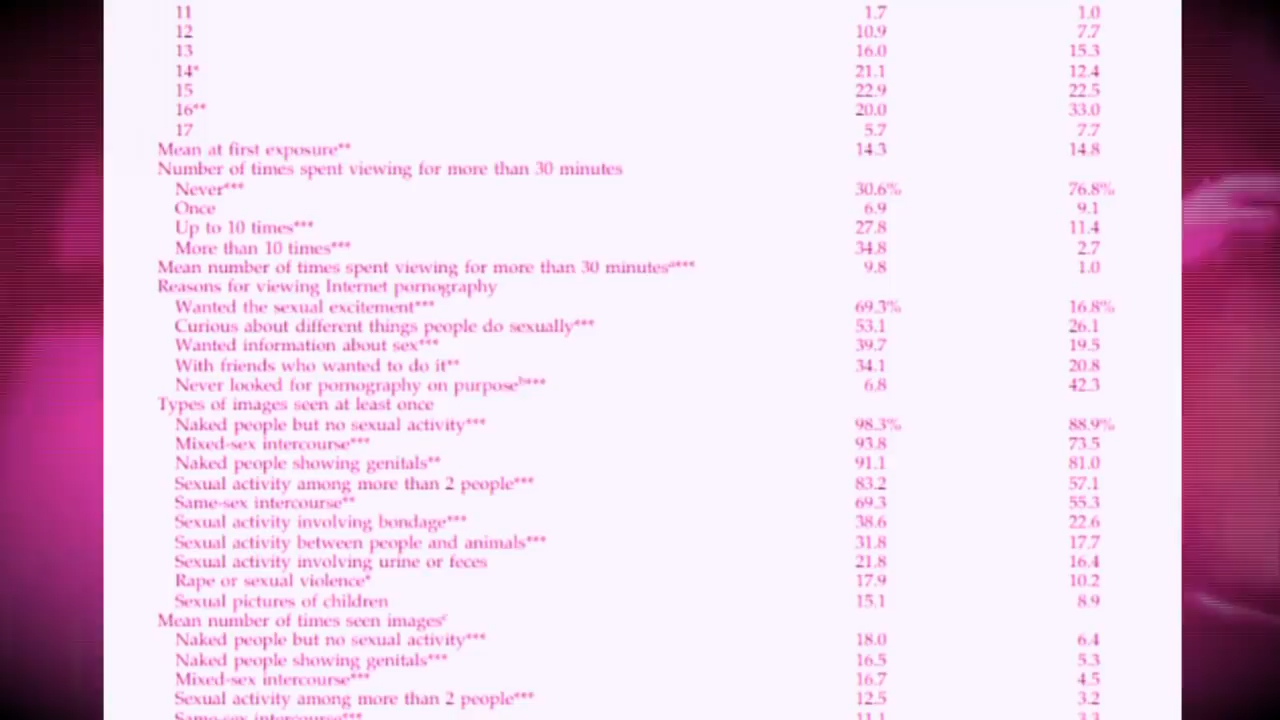 11 1.7 1.0
12 10.9 7.7
13 16.0 15.3
14* 21.1 12.4
15 22.9 22.5
16** 20.0 33.0
17 5.7 7.7
Mean at first exposure** 14.3 14.8
Number of times spent viewing for more than 30 minutes
Never*** 30.6% 76.8%
Once 6.9 9.1
Up to 10 times*** 27.8 11.4
More than 10 times*** 34.8 2.7
Mean number of times spent viewing for more than 30 minutesa*** 9.8 1.0
Reasons for viewing Internet pornography
Wanted the sexual excitement*** 69.3% 16.8%
Curious about different things people do sexually*** 53.1 26.1
Wanted information about sex*** 39.7 19.5
With friends who wanted to do it** 34.1 20.8
Never looked for pornography on purposeb*** 6.8 42.3
Types of images seen at least once
Naked people but no sexual activity*** 98.3% 88.9%
Mixed-sex intercourse*** 93.8 73.5
Naked people showing genitals** 91.1 81.0
Sexual activity among more than 2 people*** 83.2 57.1
Same-sex intercourse** 69.3 55.3
Sexual activity involving bondage*** 38.6 22.6
Sexual activity between people and animals*** 31.8 17.7
Sexual activity involving urine or feces 21.8 16.4
Rape or sexual violence* 17.9 10.2
Sexual pictures of children 15.1 8.9
Mean number of times seen imagesc
Naked people but no sexual activity*** 18.0 6.4
Naked people showing genitals*** 16.5 5.3
Mixed-sex intercourse*** 16.7 4.5
Sexual activity among more than 2 people*** 12.5 3.2
Same-sex intercourse*** 11.1 3.3